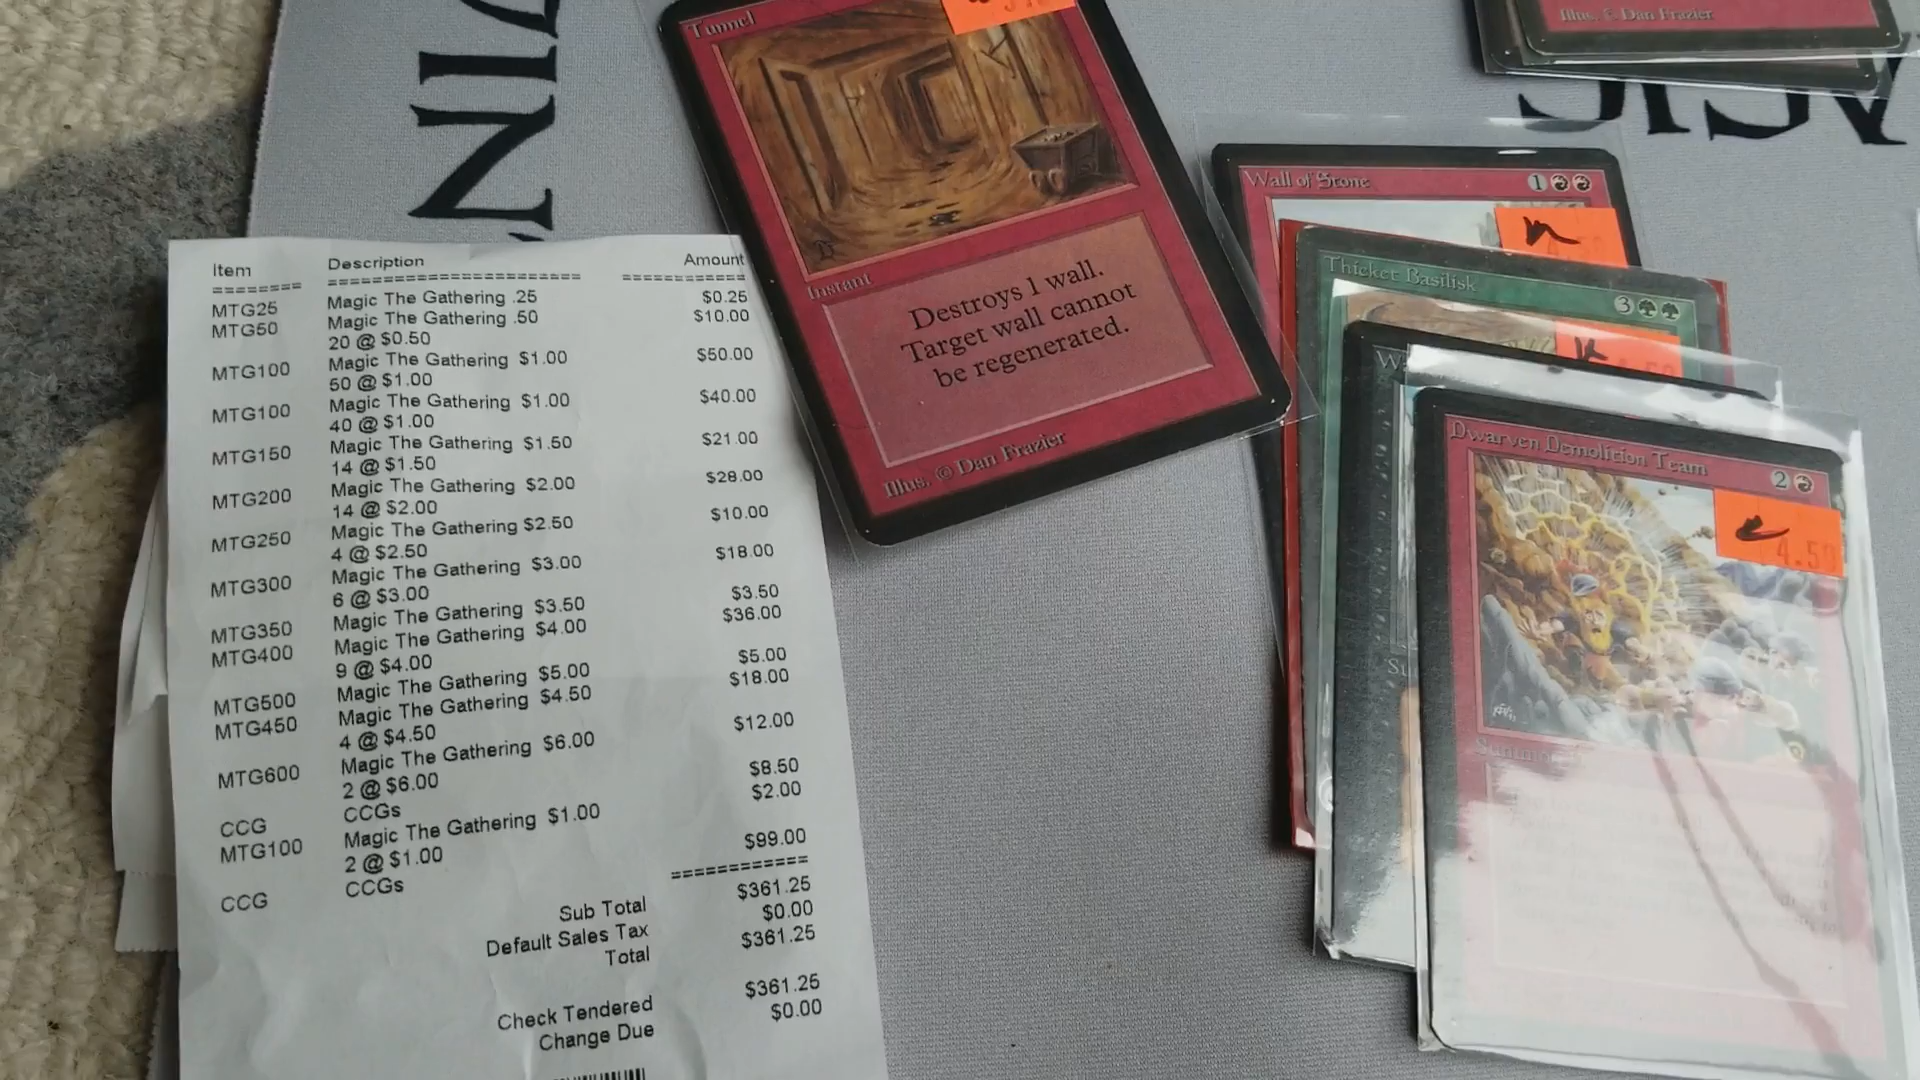 Item Description Amount
MTG25 Magic The Gathering .25 $0.25
MTG50 Magic The Gathering .50 $10.00
20 @ $0.50
MTG100 Magic The Gathering $1.00 $50.00
50 @ $1.00
MTG100 Magic The Gathering $1.00 $40.00
40 @ $1.00
MTG150 Magic The Gathering $1.50 $21.00
14 @ $1.50
MTG200 Magic The Gathering $2.00 $28.00
14 @ $2.00
MTG250 Magic The Gathering $2.50 $10.00
4 @ $2.50
MTG300 Magic The Gathering $3.00 $18.00
6 @ $3.00
MTG350 Magic The Gathering $3.50 $3.50
MTG400 Magic The Gathering $4.00 $36.00
9 @ $4.00
MTG500 Magic The Gathering $5.00 $5.00
MTG450 Magic The Gathering $4.50 $18.00
4 @ $4.50
MTG600 Magic The Gathering $6.00 $12.00
2 @ $6.00
CCG CCGs $8.50
MTG100 Magic The Gathering $1.00 $2.00
2 @ $1.00
CCG CCGs $99.00
Sub Total $361.25
Default Sales Tax $0.00
Total $361.25
Check Tendered $361.25
Change Due $0.00
Tunnel
Instant
Destroys 1 wall.
Target wall cannot
be regenerated.
Illus. © Dan Frazier
Illus. © Dan Frazier
Wall of Stone 1
Thicket Basilisk
3
Dwarven Demolition Team
2